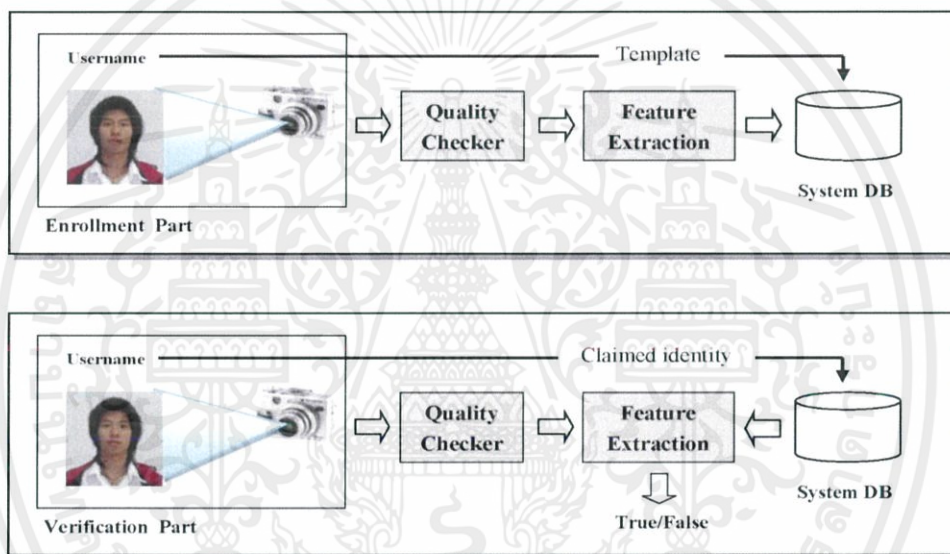 Username
Template
Quality
Checker
Feature
Extraction
System DB
Enrollment Part
Username
Claimed identity
Quality
Checker
Feature
Extraction
System DB
True/False
Verification Part